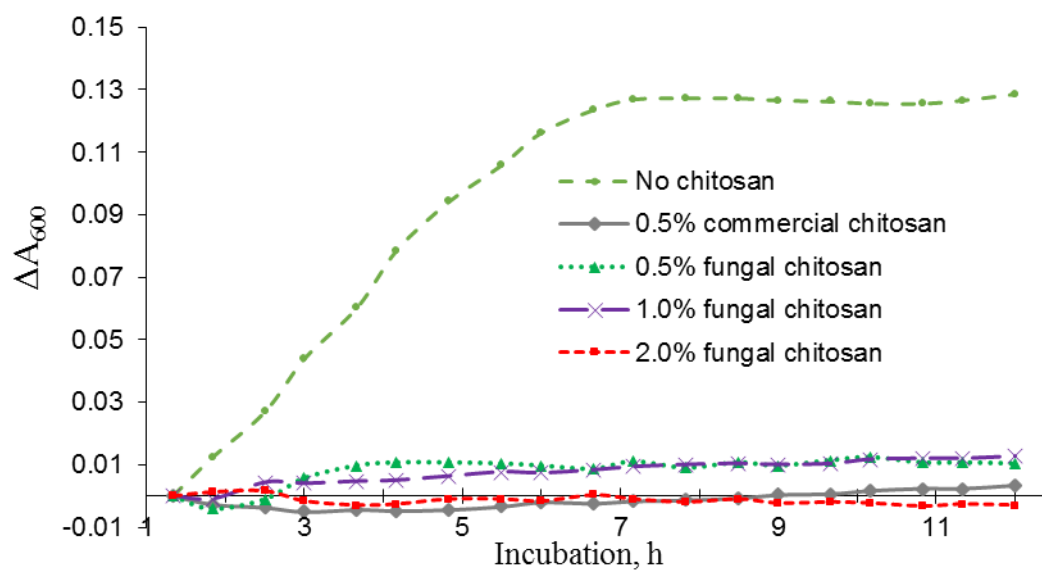 0.15
0.13
0.11
0.09
0.07
0.05
0.03
0.01
-0.01
ΔA600
1 3 5 7 9 11
Incubation, h
No chitosan
0.5% commercial chitosan
0.5% fungal chitosan
1.0% fungal chitosan
2.0% fungal chitosan